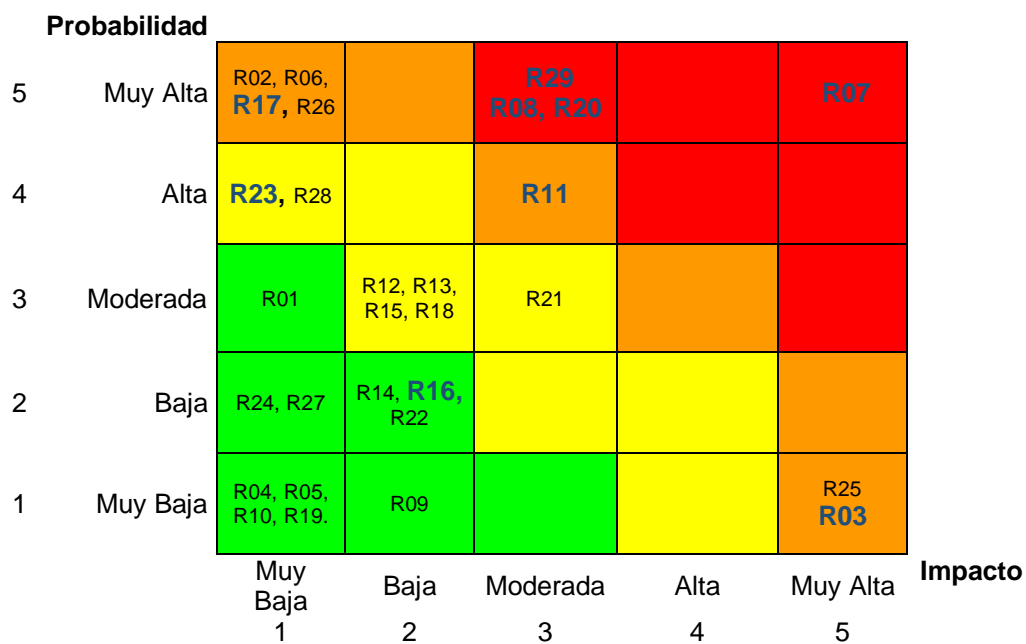 Probabilidad
5 Muy Alta R02, R06, R29 R07
R17, R26 R08, R20
4 Alta R23, R28 R11
3 Moderada R01 R12, R13, R21
R15, R18
2 Baja R24, R27 R14, R16,
R22
1 Muy Baja R04, R05, R09 R25
R10, R19. R03
Muy Baja Moderada Alta Muy Alta Impacto
Baja
1 2 3 4 5